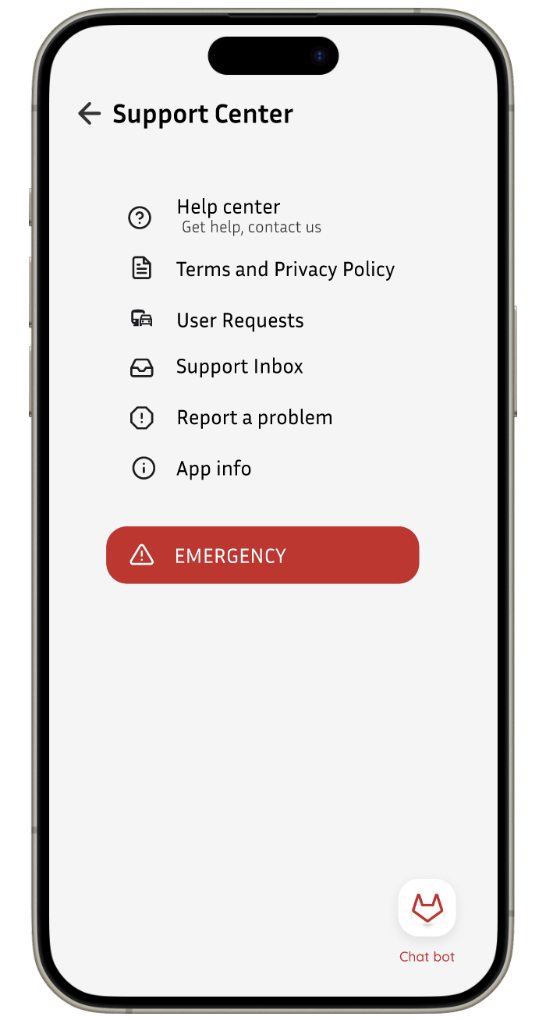 Support Center
Help center
Get help, contact us
Terms and Privacy Policy
User Requests
Support Inbox
Report a problem
App info
EMERGENCY
Chat bot